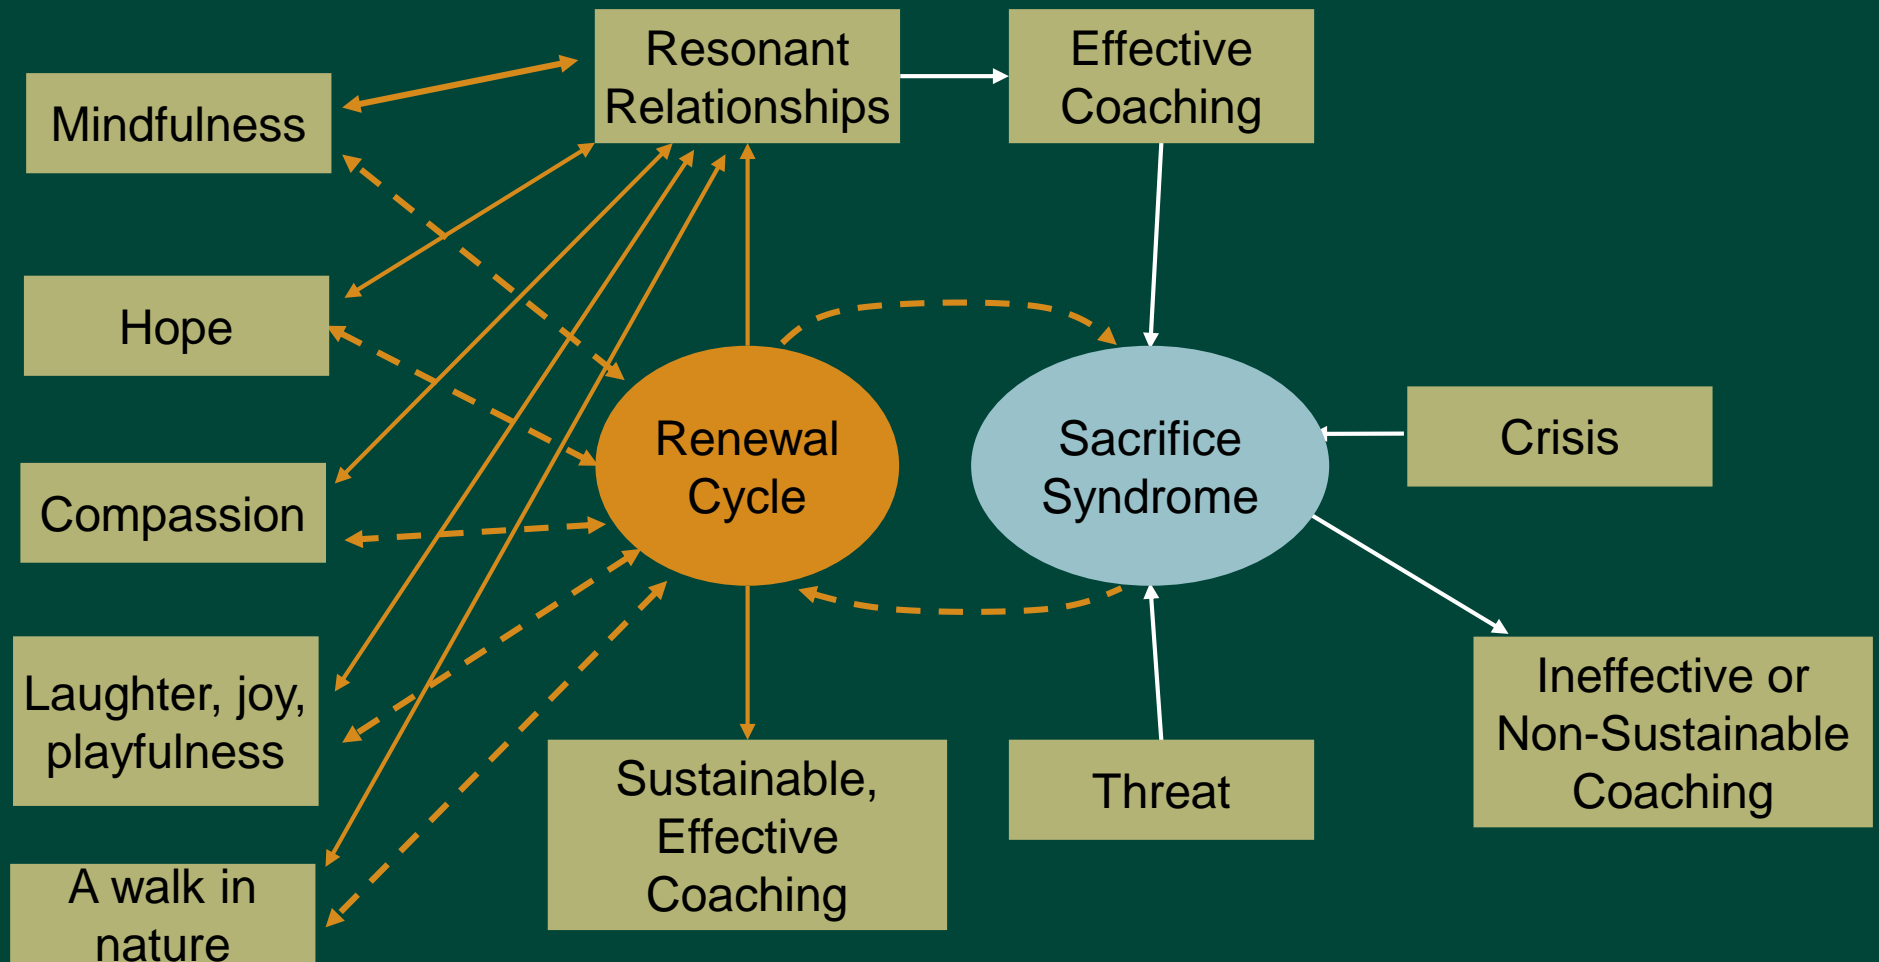 Resonant
Relationships
Effective
Coaching
Mindfulness
Hope
Compassion
Laughter, joy,
playfulness
A walk in
nature
Renewal
Cycle
Sacrifice
Syndrome
Crisis
Sustainable,
Effective
Coaching
Threat
Ineffective or
Non-Sustainable
Coaching